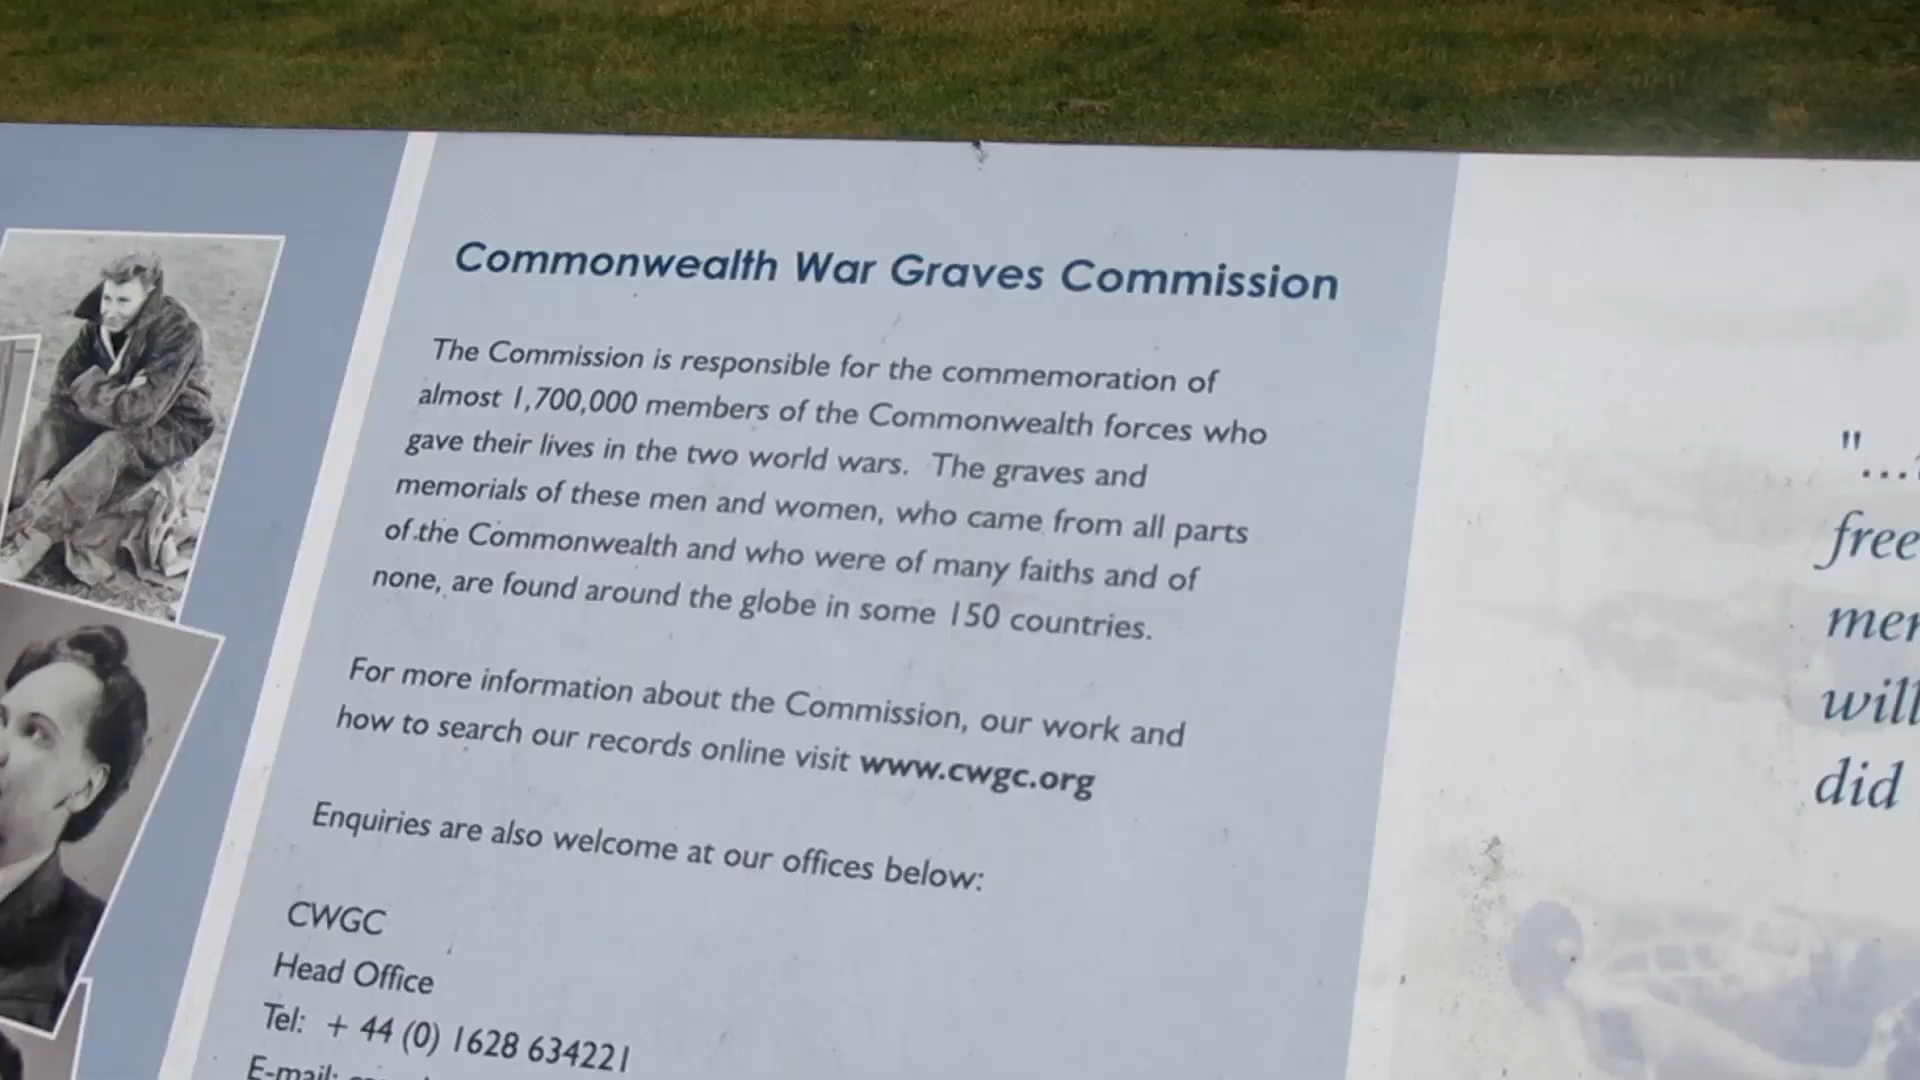 Commonwealth War Graves Commission
The Commission is responsible for the commemoration of
almost 1,700,000 members of the Commonwealth forces who
gave their lives in the two world wars. The graves and
memorials of these men and women, who came from all parts
of the Commonwealth and who were of many faiths and of
none, are found around the globe in some 150 countries.
For more information about the Commission, our work and
how to search our records online visit www.cwgc.org
Enquiries are also welcome at our offices below:
CWGC
Head Office
Tel: + 44 (0) 1628 634221
E-mail:
"...
free
mer
will
did